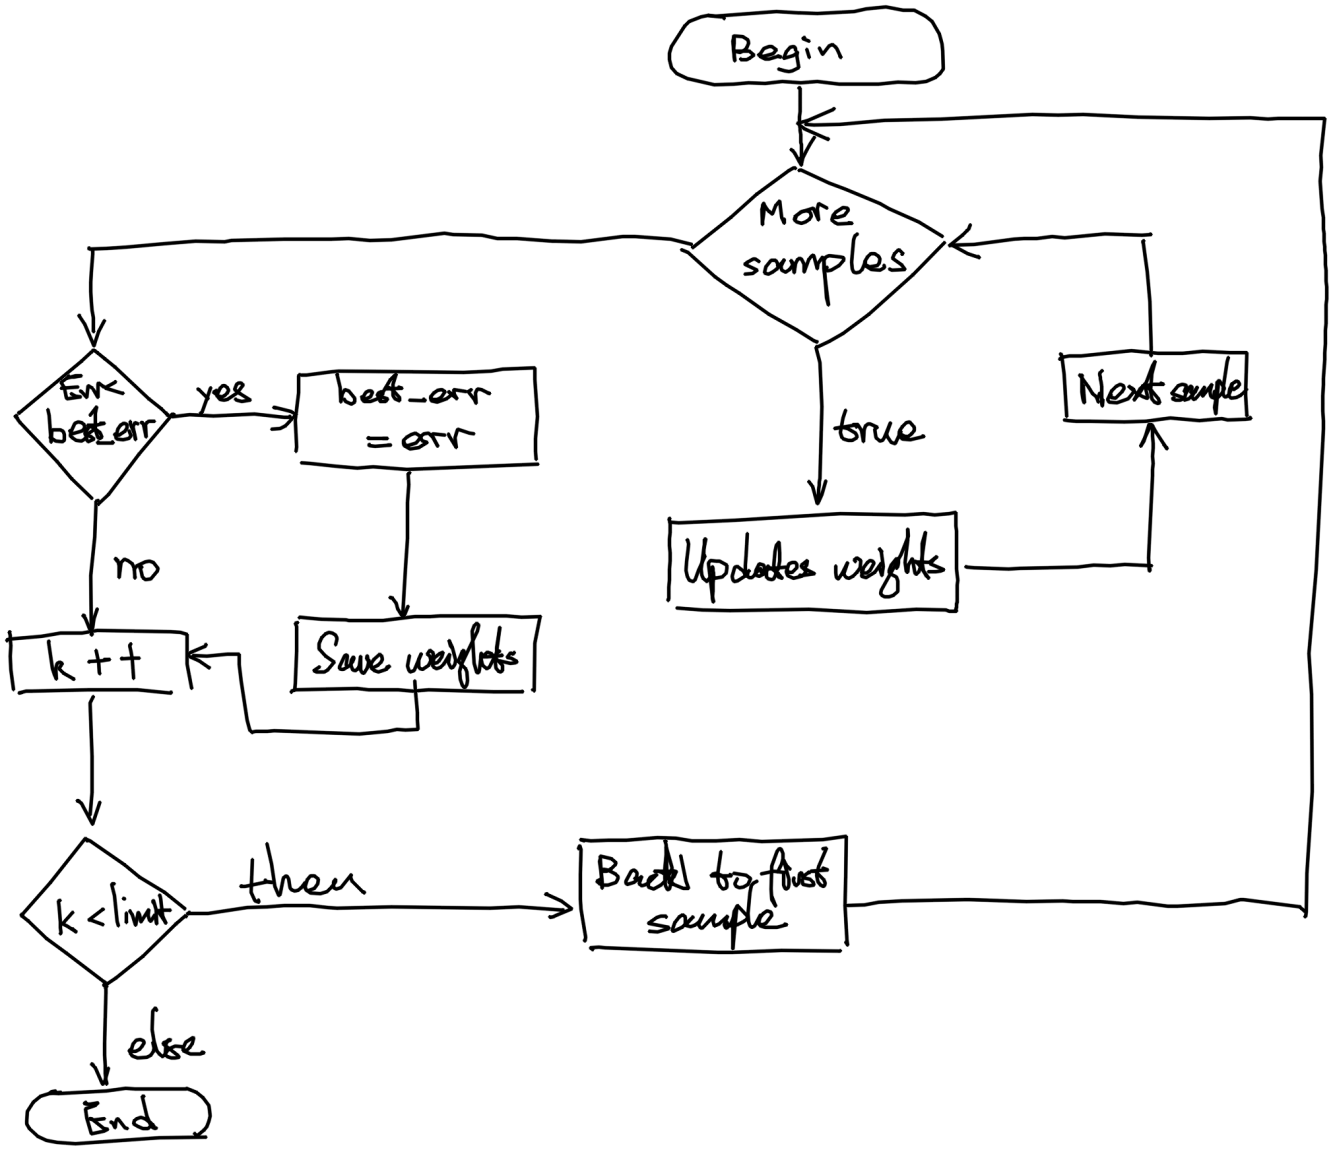 Begin
More
samples
Err<
best_err
yes
best_err
= err
true
Next sample
no
Updates weights
k ++
Save weights
k < limit
then
Back to first
sample
else
End